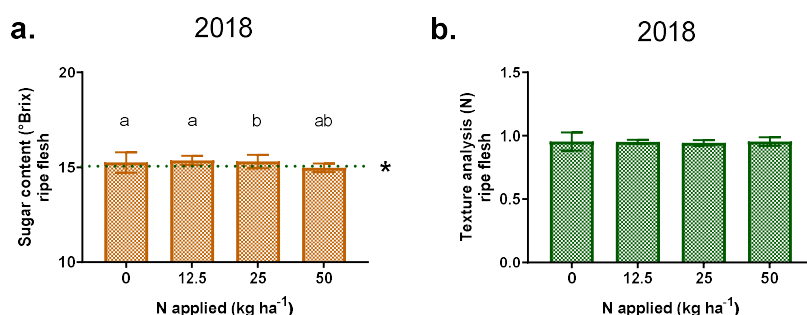 a.
2018
Sugar content (°Brix)
ripe flesh
20
15
10
a a b ab
*
0 12.5 25 50
N applied (kg ha⁻¹)
b.
2018
Texture analysis (N)
ripe flesh
1.5
1.0
0.5
0.0
0 12.5 25 50
N applied (kg ha⁻¹)